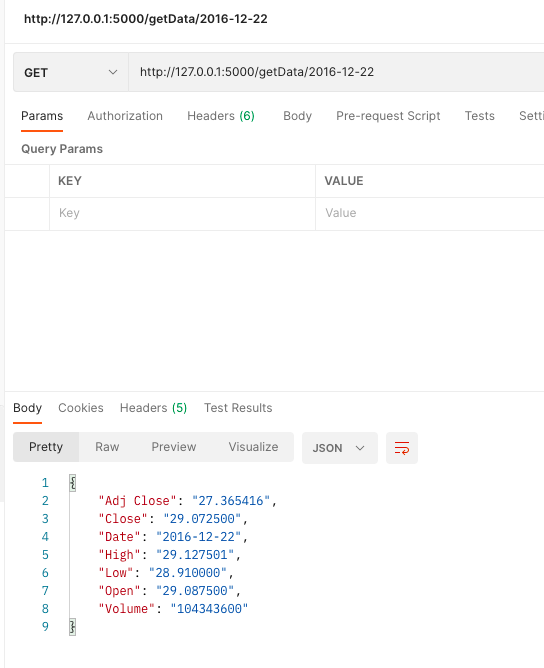 http://127.0.0.1:5000/getData/2016-12-22
GET http://127.0.0.1:5000/getData/2016-12-22
Params Authorization Headers (6) Body Pre-request Script Tests Setti
Query Params
KEY VALUE
Key Value
Body Cookies Headers (5) Test Results
Pretty Raw Preview Visualize JSON
1 {
2 "Adj Close": "27.365416",
3 "Close": "29.072500",
4 "Date": "2016-12-22",
5 "High": "29.127501",
6 "Low": "28.910000",
7 "Open": "29.087500",
8 "Volume": "104343600"
9 }